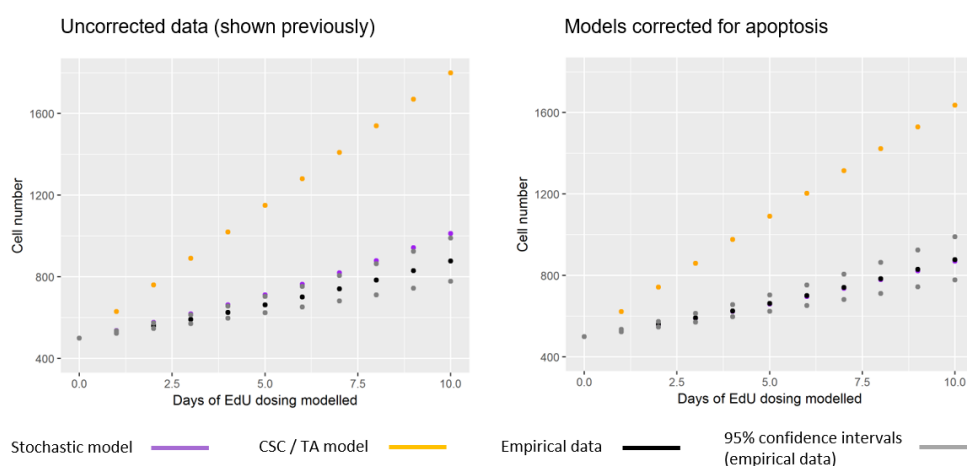 Uncorrected data (shown previously)
Models corrected for apoptosis
1600
1200
800
400
Cell number
0.0 2.5 5.0 7.5 10.0
Days of EdU dosing modelled
1600
1200
800
400
Cell number
0.0 2.5 5.0 7.5 10.0
Days of EdU dosing modelled
Stochastic model
CSC / TA model
Empirical data
95% confidence intervals
(empirical data)